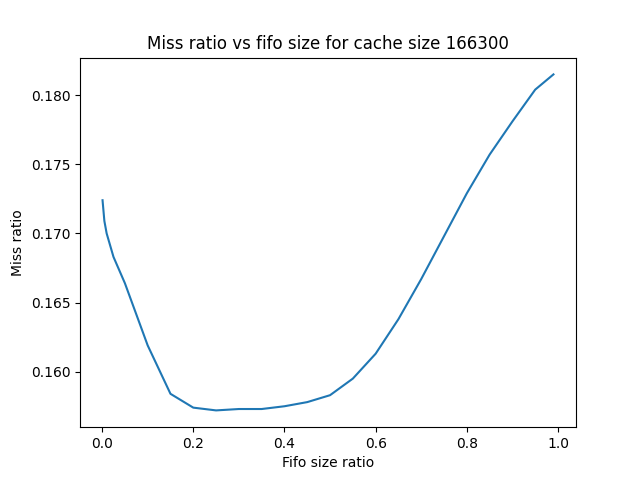 Miss ratio vs fifo size for cache size 166300
0.180
0.175
0.170
0.165
0.160
Miss ratio
0.0 0.2 0.4 0.6 0.8 1.0
Fifo size ratio